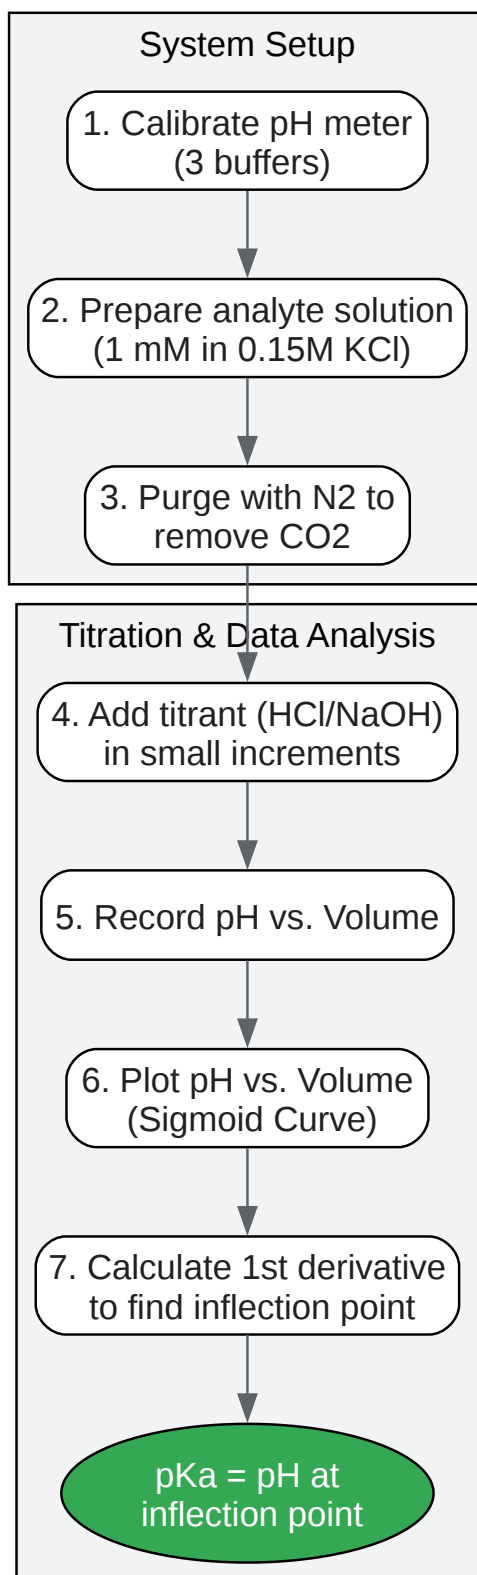 System Setup
1. Calibrate pH meter
(3 buffers)
2. Prepare analyte solution
(1 mM in 0.15M KCl)
3. Purge with N2 to
remove CO2
Titration & Data Analysis
4. Add titrant (HCl/NaOH)
in small increments
5. Record pH vs. Volume
6. Plot pH vs. Volume
(Sigmoid Curve)
7. Calculate 1st derivative
to find inflection point
pKa = pH at
inflection point